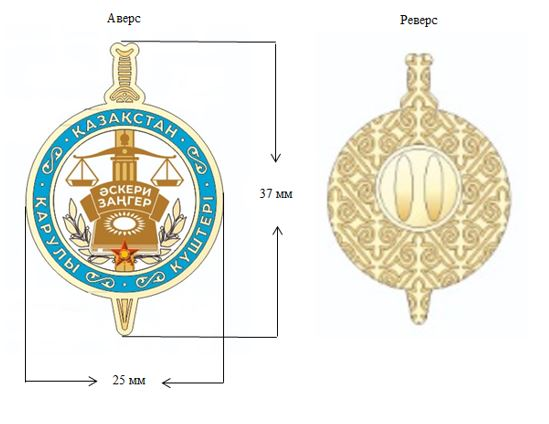 Аверс
Реверс
ҚАЗАҚСТАН
ҚАРУЛЫ
КҮШТЕРІ
ӘСКЕРИ
ЗАҢГЕР
37 мм
25 мм